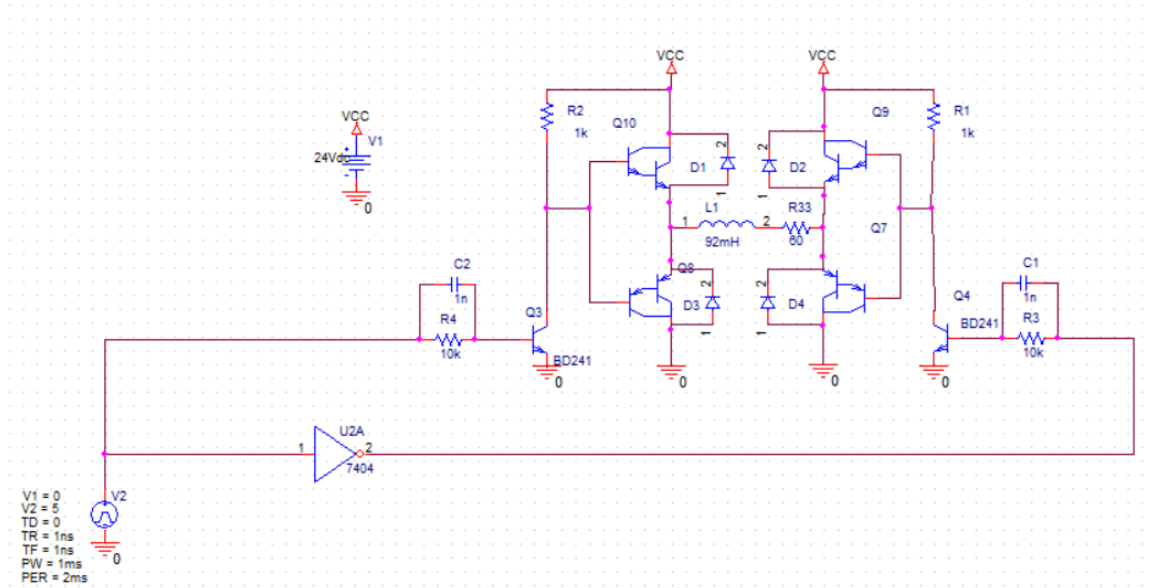 VCC
VCC
R2
1k
Q10
Q9
R1
1k
VCC
V1
24Vdc
0
2
D1
1
2
D2
1
L1
1
2
92mH
R33
60
Q7
Q8
2
D3
1
2
D4
1
C2
1n
R4
10k
Q3
BD241
0
0
0
Q4
BD241
0
C1
1n
R3
10k
U2A
1
2
7404
V1 = 0
V2 = 5
TD = 0
TR = 1ns
TF = 1ns
PW = 1ms
PER = 2ms
V2
0